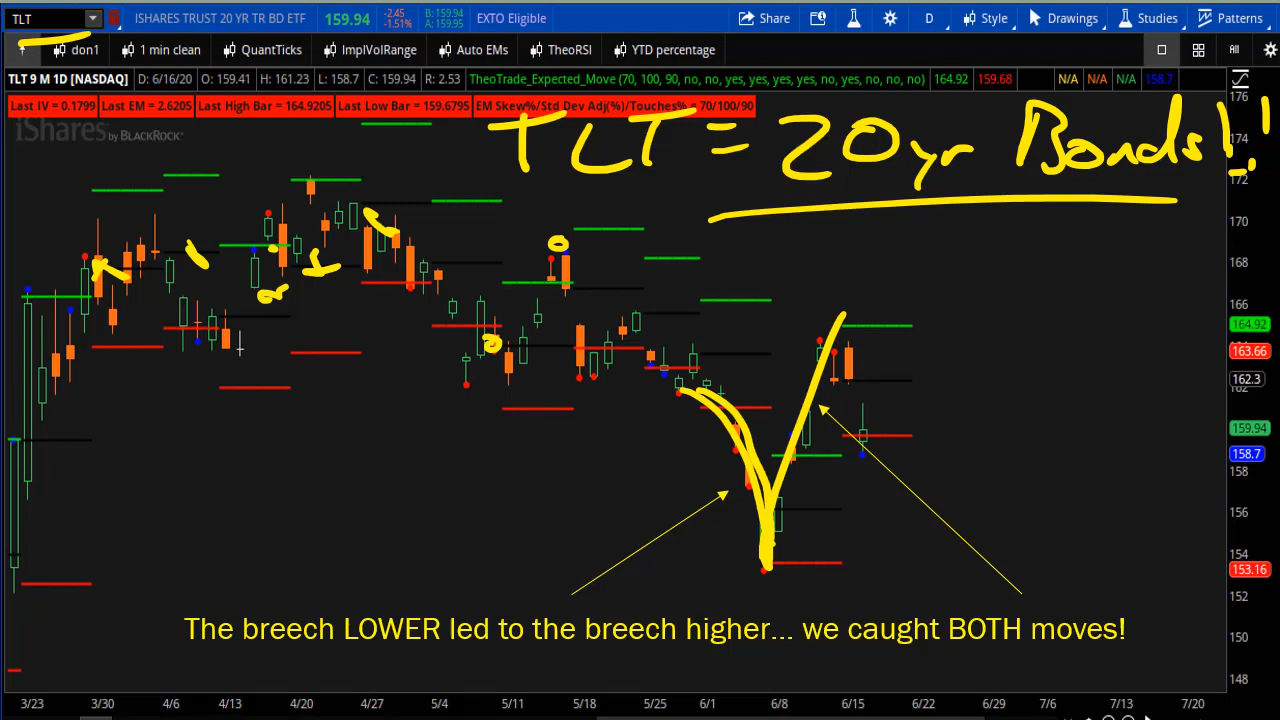 TLT ISHARES TRUST 20 YR TR BD ETF 159.94 -2.45 -1.51% B: 159.94 A: 159.95 EXTO Eligible Share D Style Drawings Studies Patterns
don1 1 min clean QuantTicks ImplVolRange Auto EMs TheoRSI YTD percentage All
TLT 9 M 1D [NASDAQ] D: 6/16/20 O: 159.41 H: 161.23 L: 158.7 C: 159.94 R: 2.53 TheoTrade_Expected_Move (70, 100, 90, no, no, yes, yes, yes, yes, no, yes, no, no, no, no) 164.92 159.68 N/A N/A N/A 158.7
Last IV = 0.1799 Last EM = 2.6205 Last High Bar = 164.9205 Last Low Bar = 159.6795 EM Skew%/Std Dev Adj(%)/Touches% = 70/100/90
iShares by BLACKROCK
TLT = 20yr Bonds!!
176
174
172
170
168
166
164.92
163.66
162.3
162
159.94
158.7
158
156
154
153.16
152
150
148
The breech LOWER led to the breech higher... we caught BOTH moves!
3/23 3/30 4/6 4/13 4/20 4/27 5/4 5/11 5/18 5/25 6/1 6/8 6/15 6/22 6/29 7/6 7/13 7/20